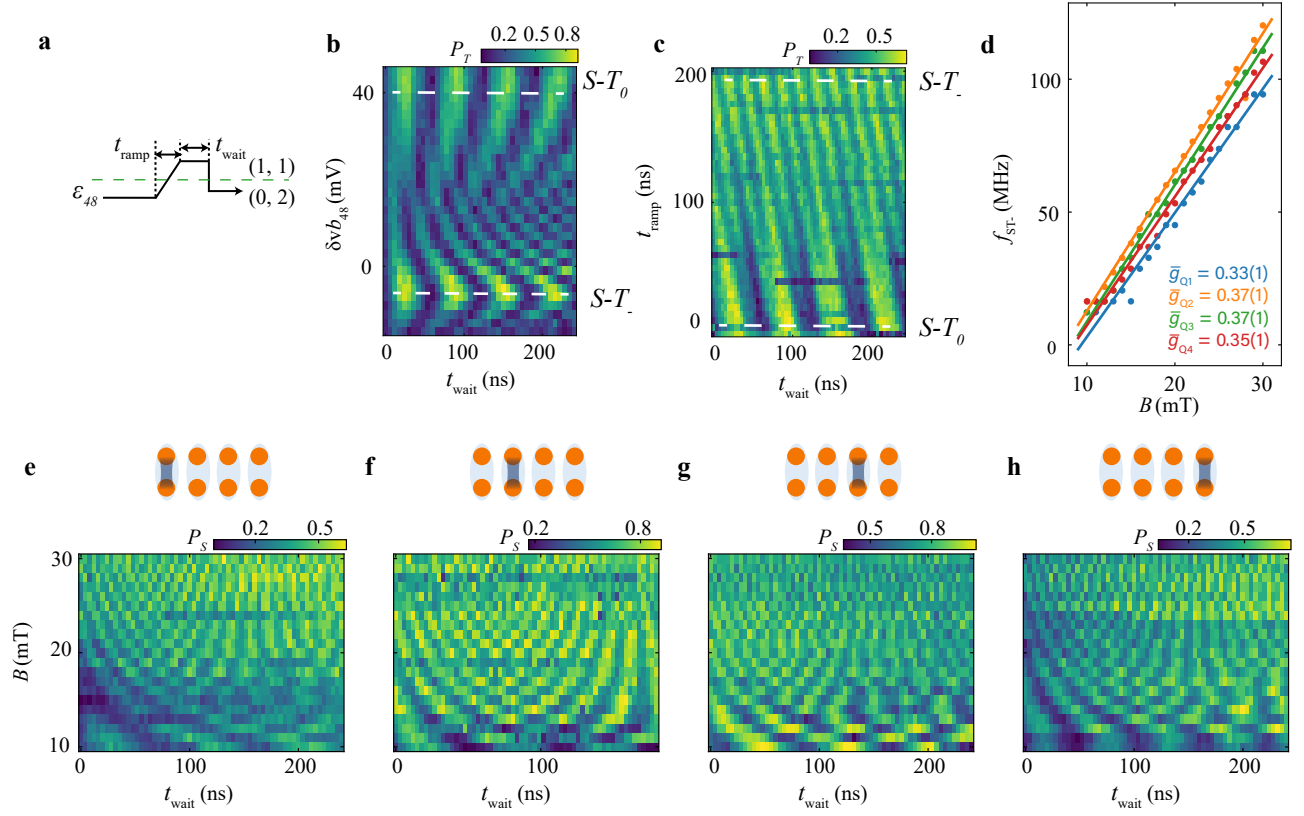 a
t_ramp t_wait
(1, 1)
ε_48
(0, 2)
b
P_T
0.2 0.5 0.8
S-T_0
40
δvb_48 (mV)
0
S-T_-
0 100 200
t_wait (ns)
c
P_T
0.2 0.5
200
S-T_-
t_ramp (ns)
100
0
S-T_0
0 100 200
t_wait (ns)
d
100
f_ST- (MHz)
50
0
g̅_Q1 = 0.33(1)
g̅_Q2 = 0.37(1)
g̅_Q3 = 0.37(1)
g̅_Q4 = 0.35(1)
10 20 30
B (mT)
e
P_S
0.2 0.5
30
B (mT)
20
10
0 100 200
t_wait (ns)
f
P_S
0.2 0.8
0 100
t_wait (ns)
g
P_S
0.5 0.8
0 100 200
t_wait (ns)
h
P_S
0.2 0.5
0 100 200
t_wait (ns)